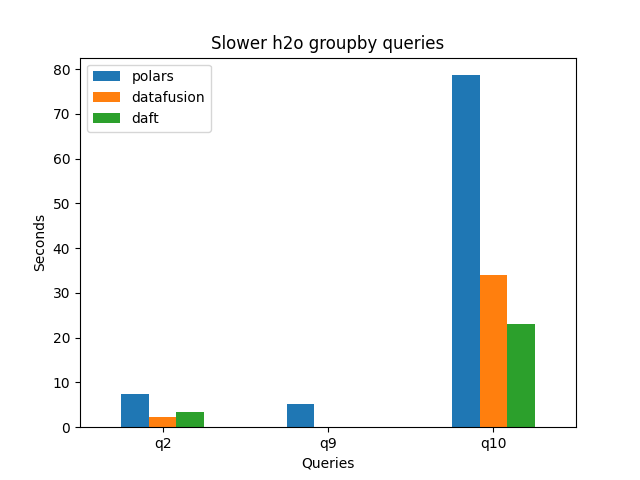 Slower h2o groupby queries
polars
datafusion
daft
80
70
60
50
40
30
20
10
0
Seconds
q2
q9
q10
Queries